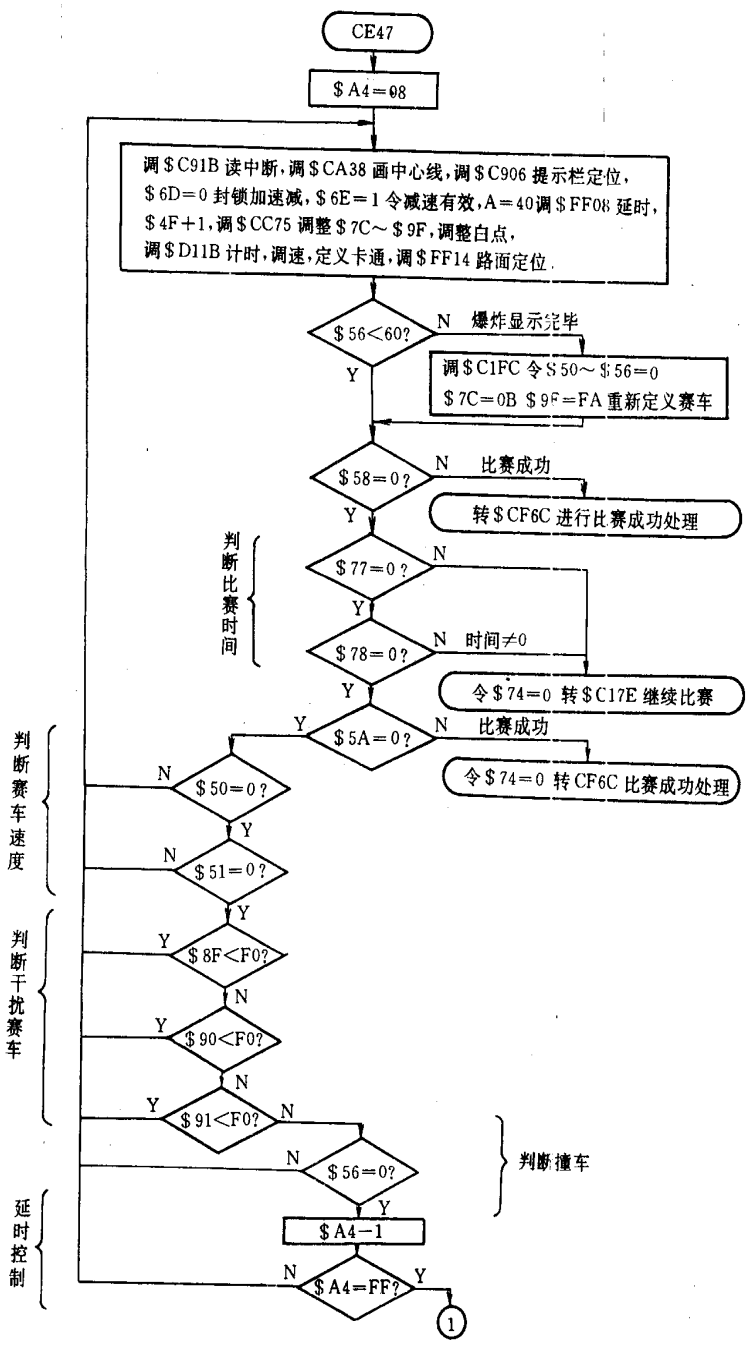 CE47
$A4=08
调$C91B读中断,调$CA38画中心线,调$C906提示栏定位,
$6D=0封锁加速减,$6E=1令减速有效,A=40调$FF08延时,
$4F+1,调$CC75调整$7C～$9F,调整白点,
调$D11B计时,调速,定义卡通,调$FF14路面定位.
$56<60?
N 爆炸显示完毕
Y
调$C1FC令$50～$56=0
$7C=0B $9F=FA重新定义赛车
$58=0?
N 比赛成功
Y
转$CF6C进行比赛成功处理
判断比赛时间
$77=0?
N
Y
$78=0?
N 时间≠0
Y
令$74=0 转$C17E继续比赛
$5A=0?
Y
N 比赛成功
令$74=0 转CF6C比赛成功处理
判断赛车速度
N
$50=0?
Y
N
$51=0?
Y
判断干扰赛车
Y
$8F<F0?
N
Y
$90<F0?
N
Y
$91<F0?
N
N
$56=0?
Y
判断撞车
延时控制
$A4-1
N
$A4=FF?
Y
1